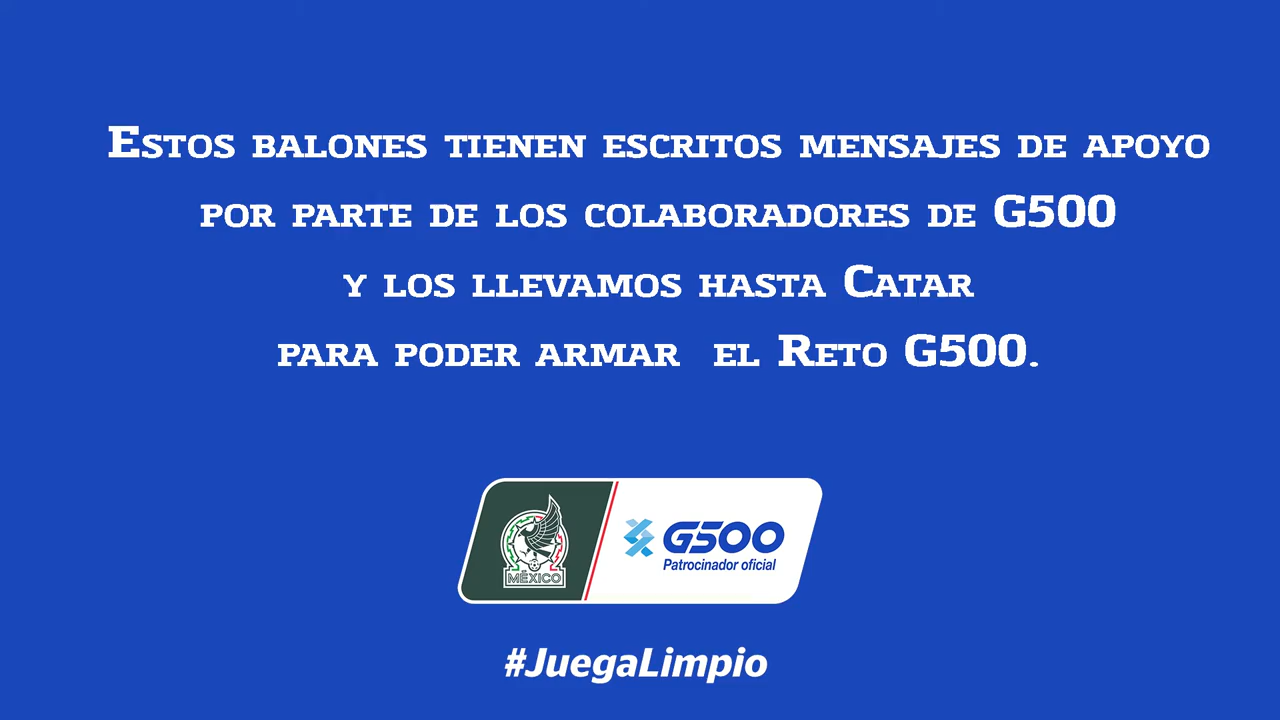 Estos balones tienen escritos mensajes de apoyo
por parte de los colaboradores de G500
y los llevamos hasta Catar
para poder armar el Reto G500.
MÉXICO
G500
Patrocinador oficial
#JuegaLimpio